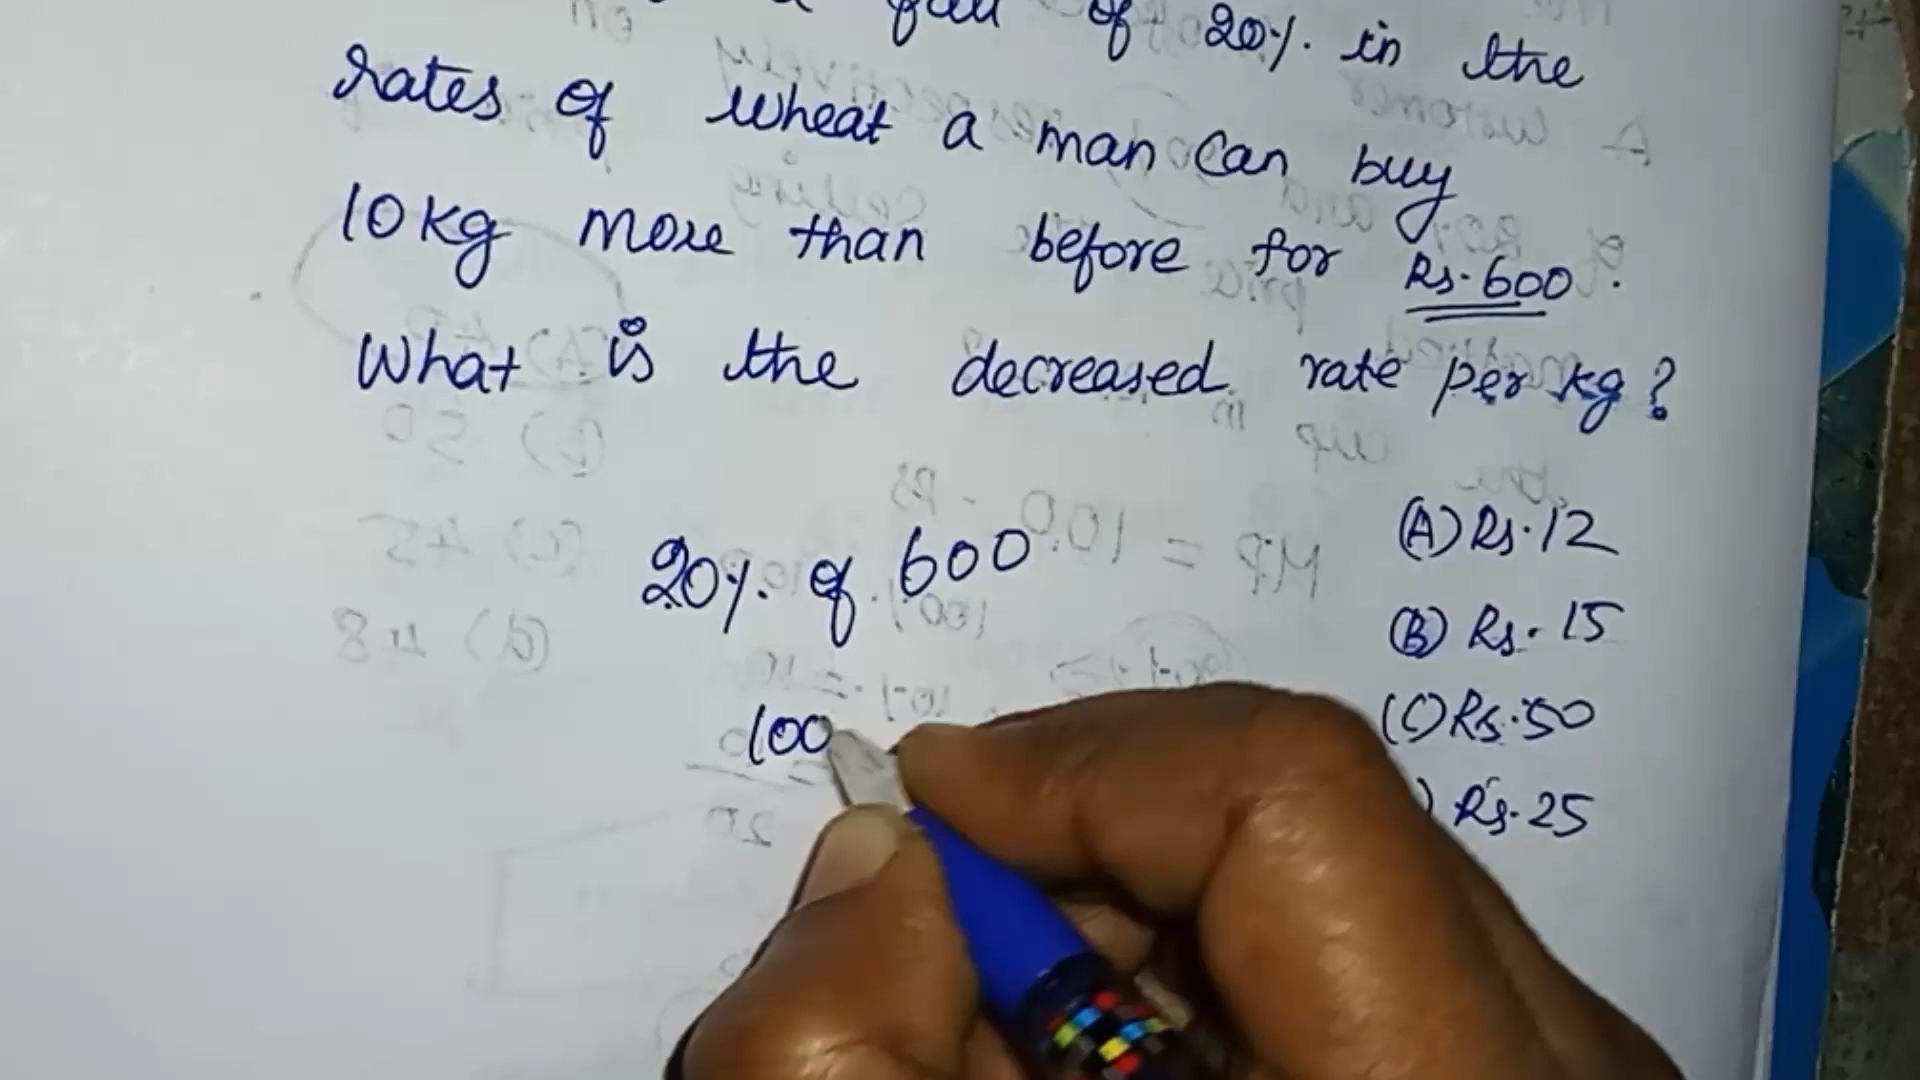 fall of 20%. in the
rates of wheat a man can buy
10kg more than before for Rs.600.
What is the decreased rate per kg?
20%. of 600
100
(A) Rs.12
(B) Rs. 15
(C) Rs.50
) Rs.25